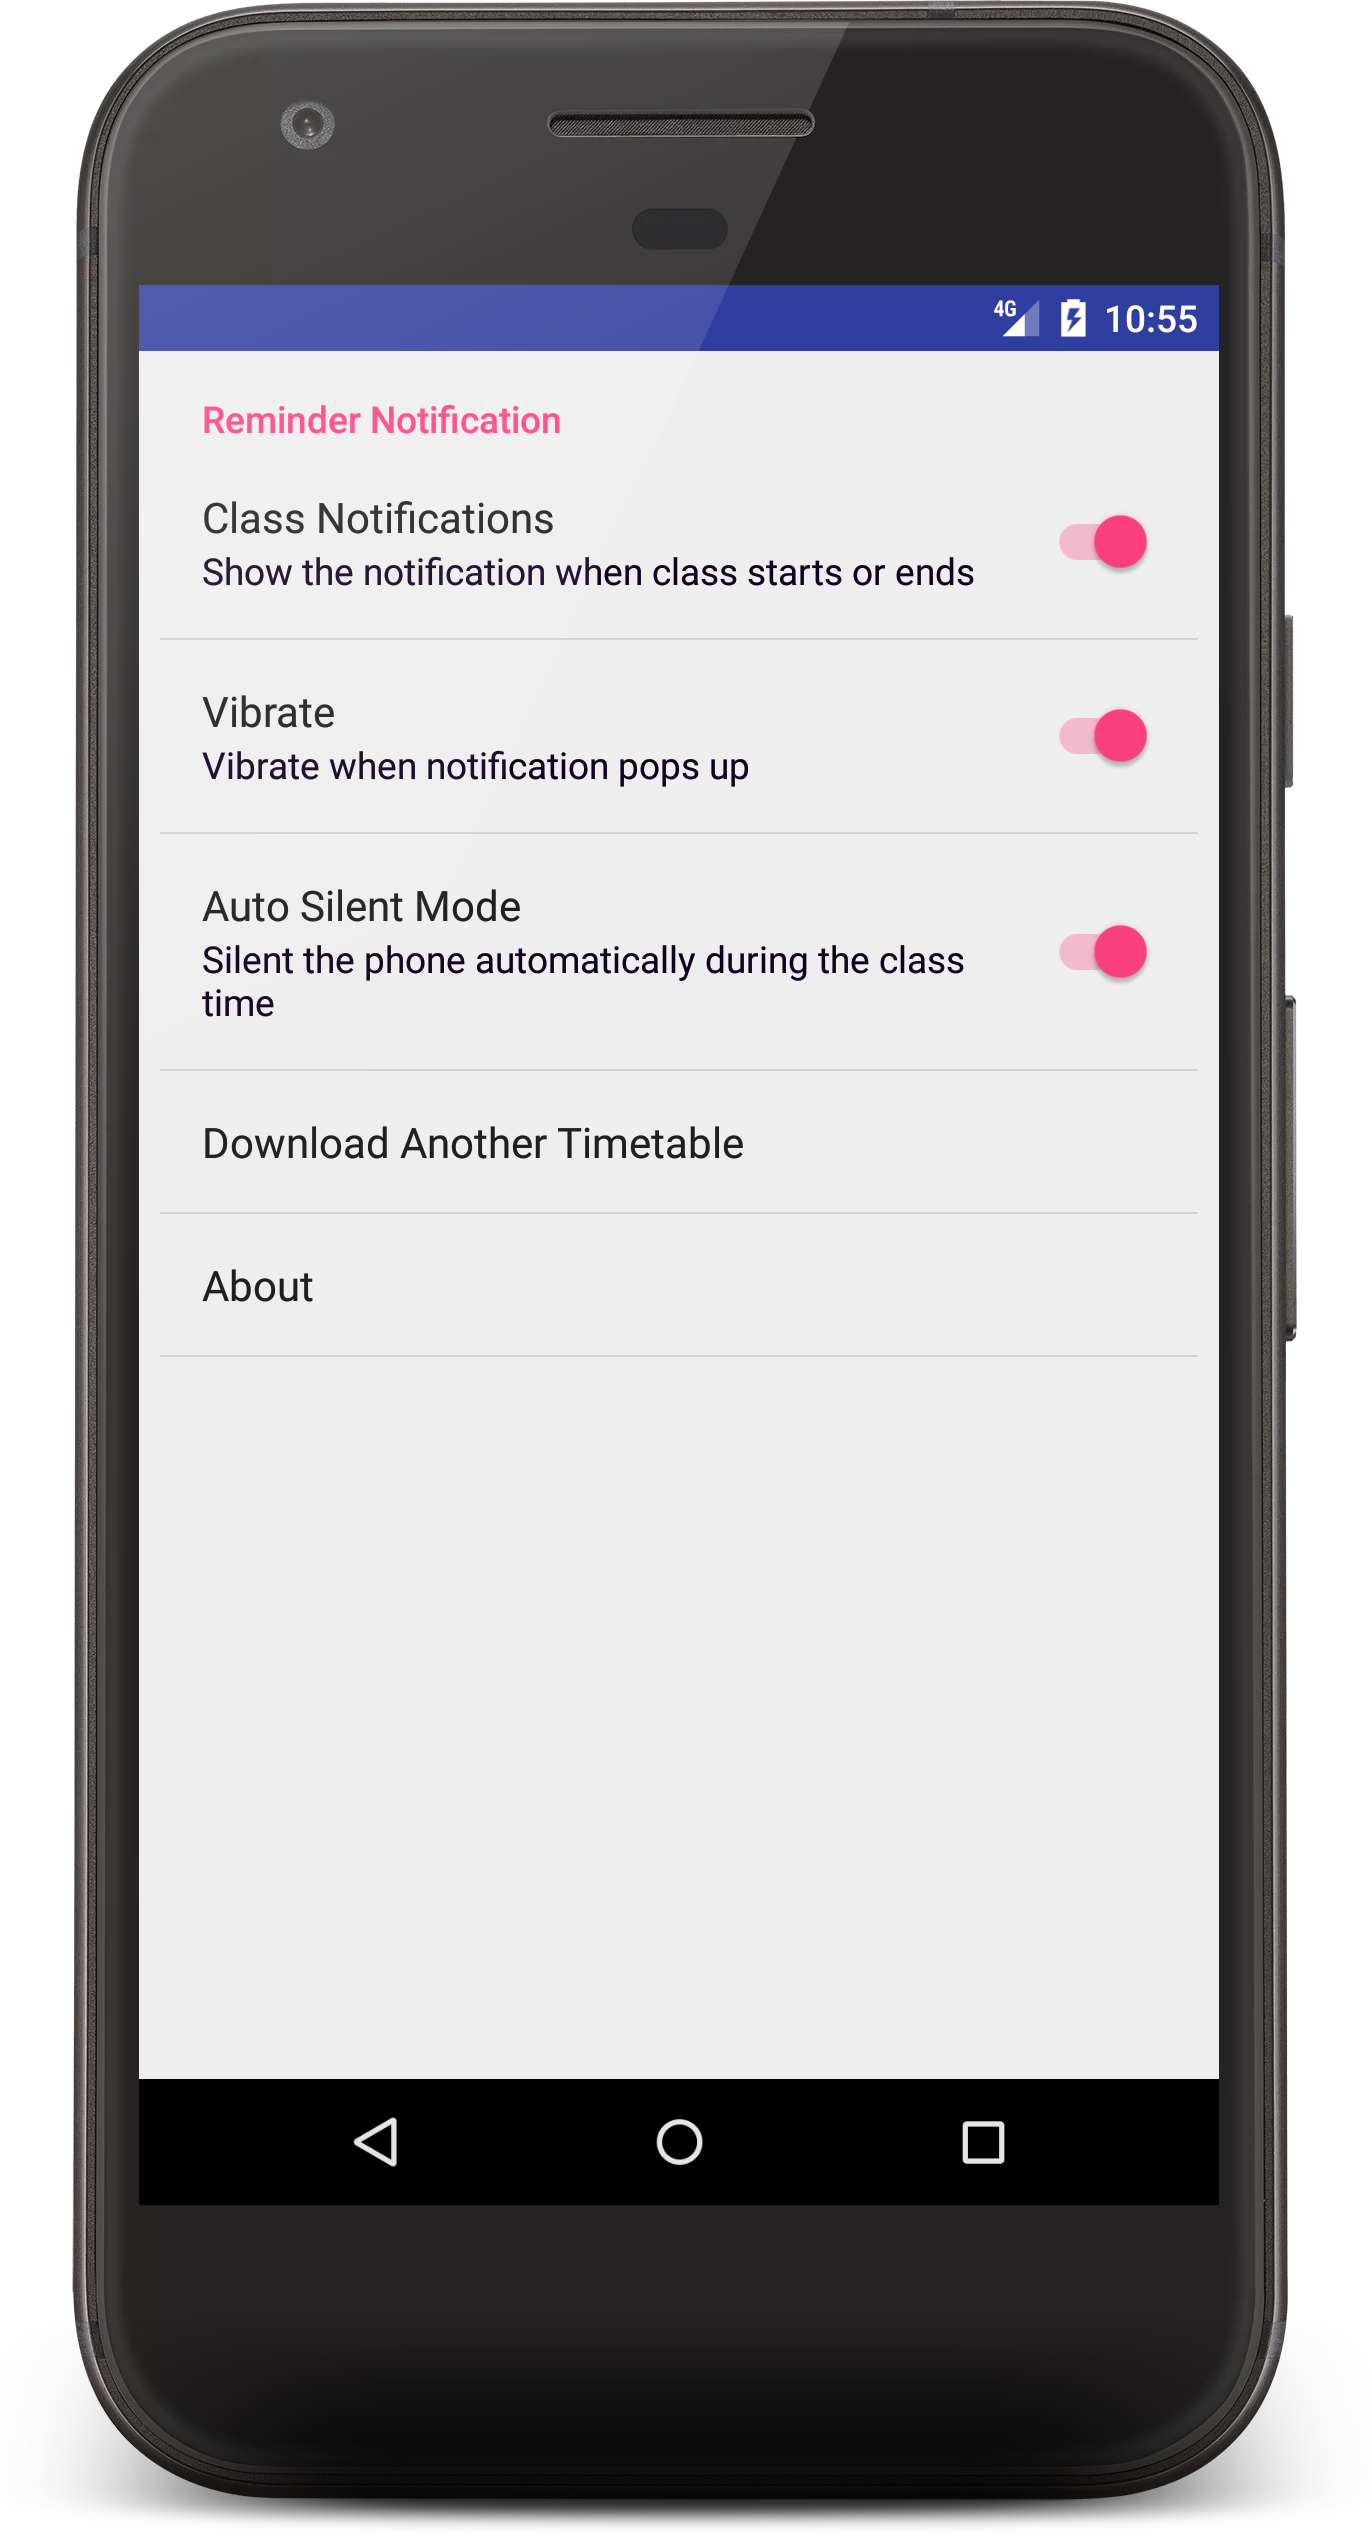 4G 10:55
Reminder Notification
Class Notifications
Show the notification when class starts or ends
Vibrate
Vibrate when notification pops up
Auto Silent Mode
Silent the phone automatically during the class
time
Download Another Timetable
About